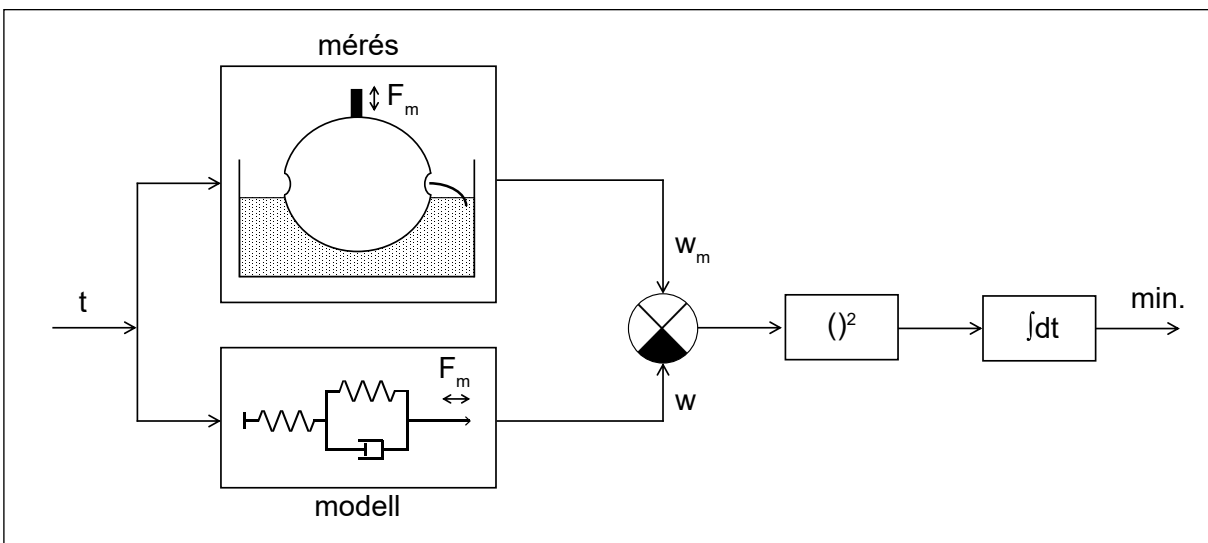 mérés
F_m
t
w_m
()²
∫dt
min.
F_m
w
modell